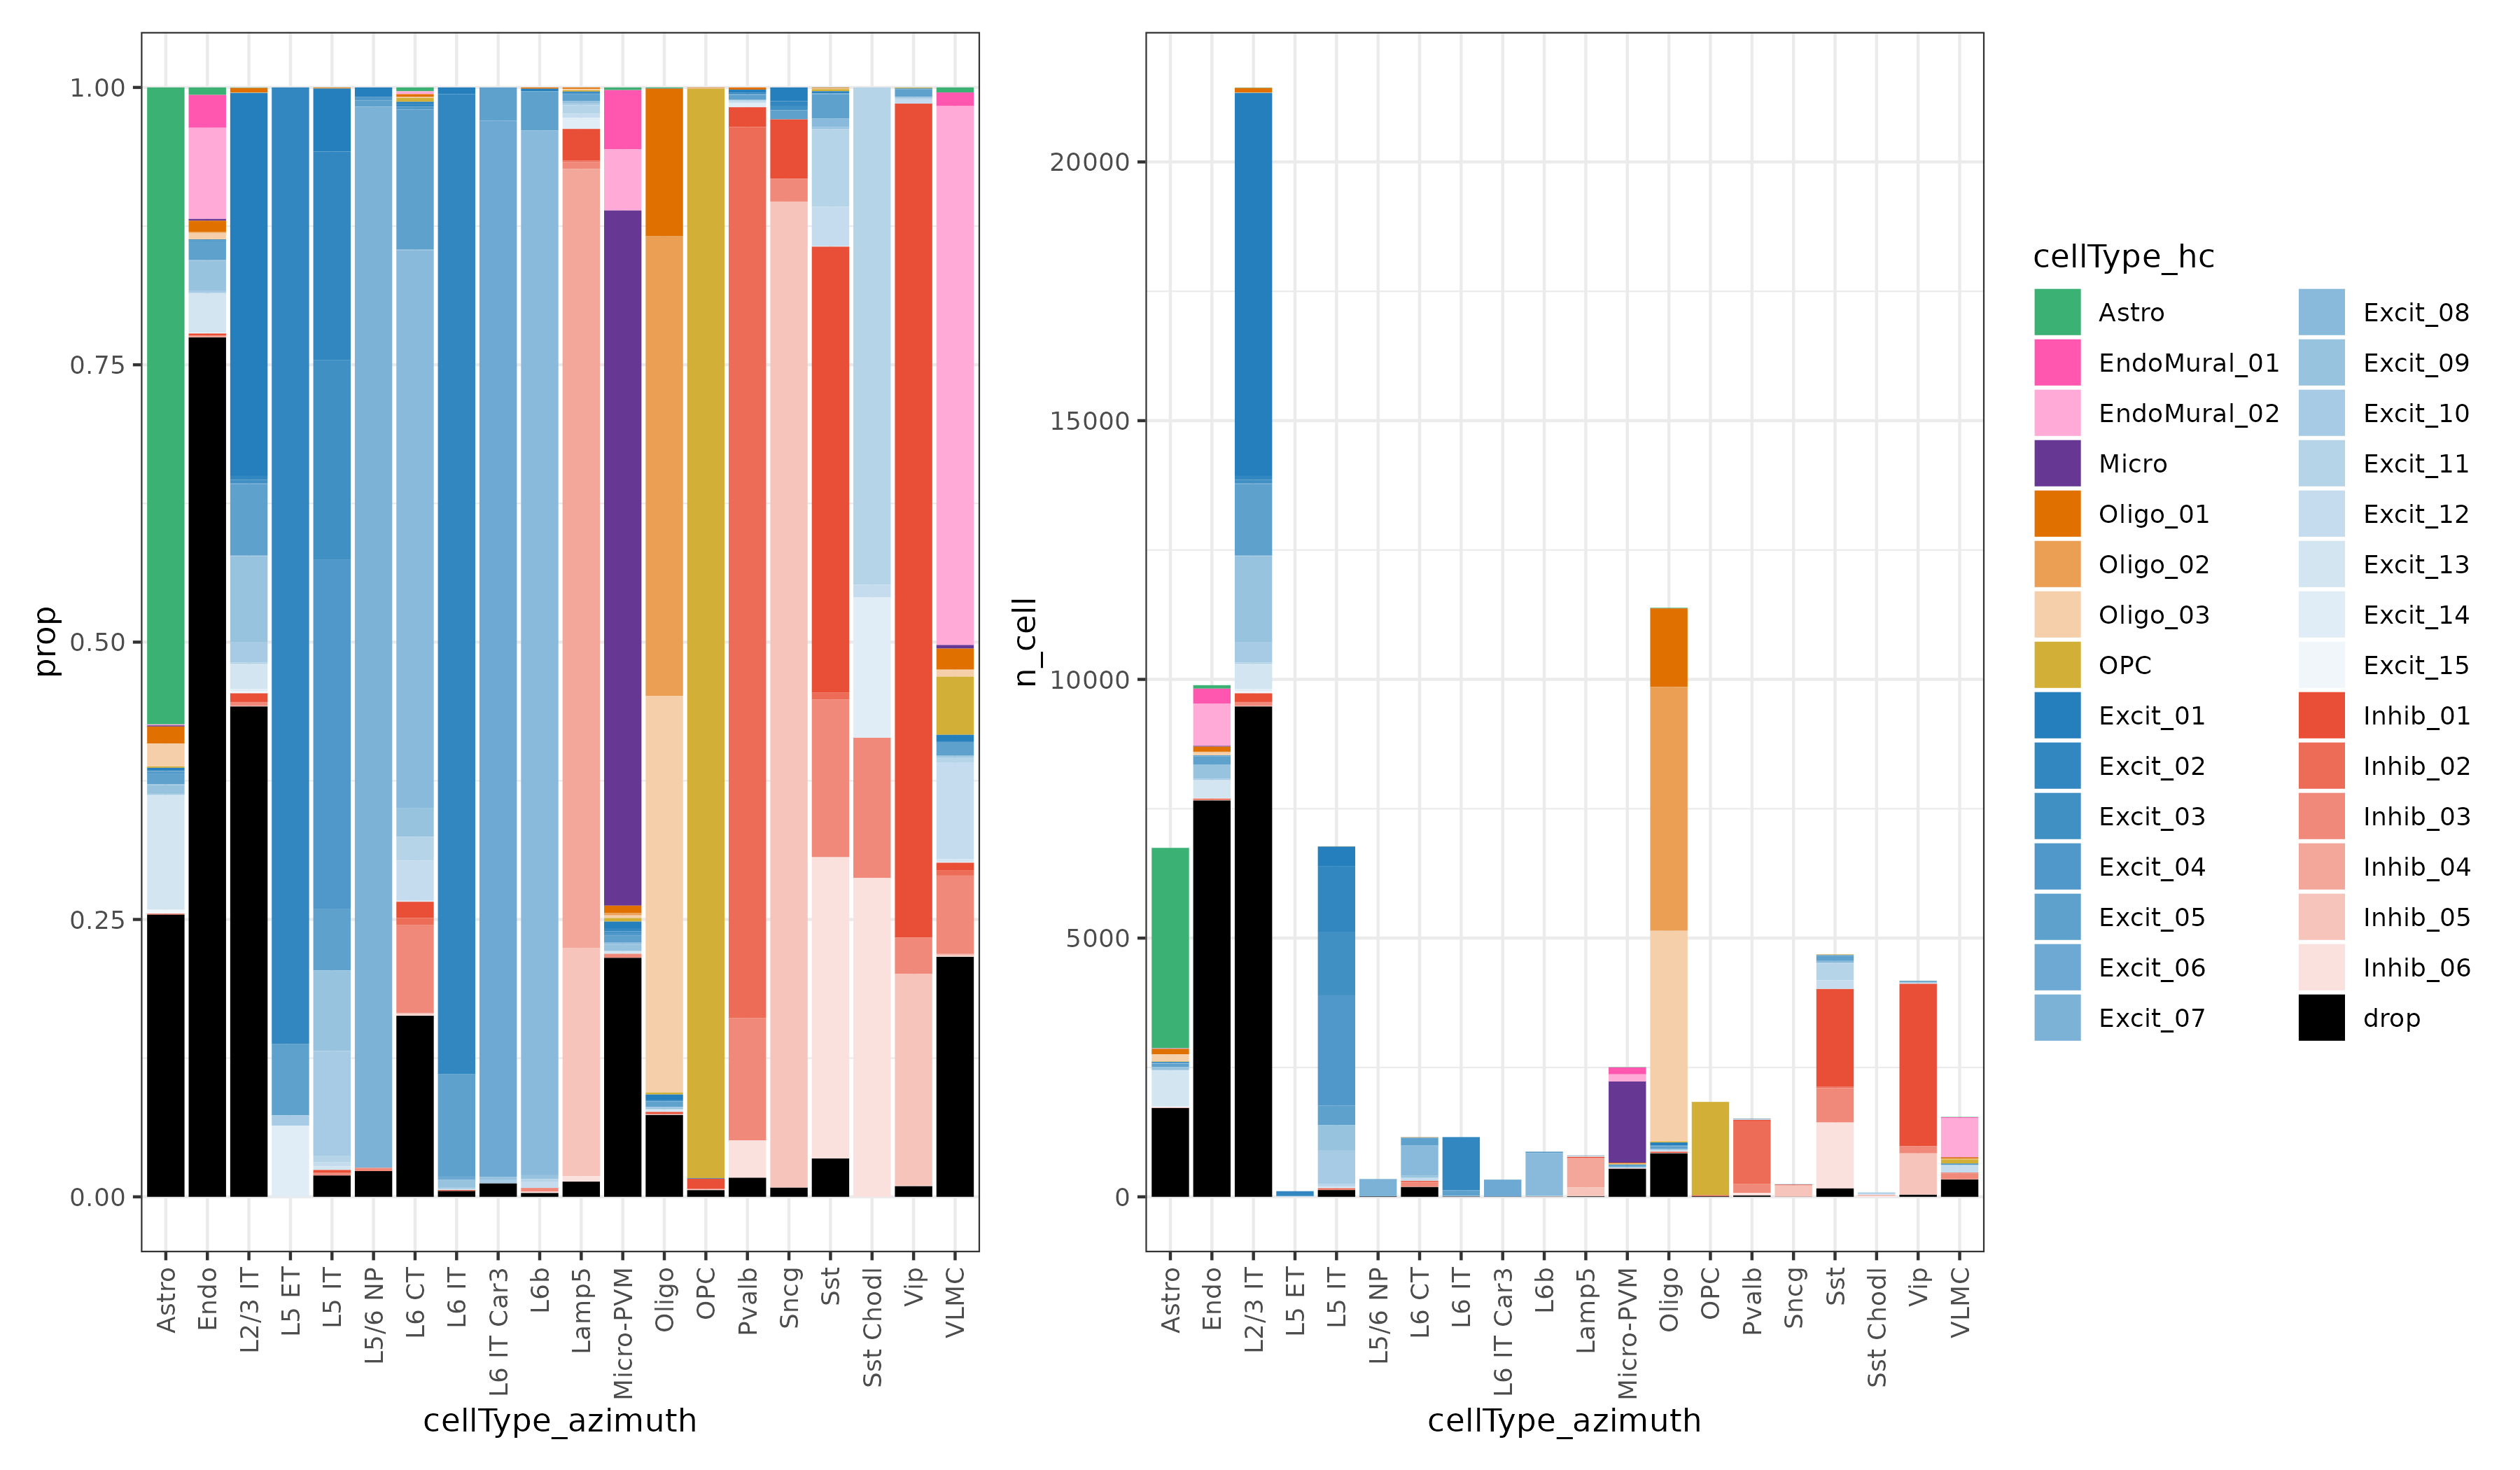 prop
1.00
0.75
0.50
0.25
0.00
Astro
Endo
L2/3 IT
L5 ET
L5 IT
L5/6 NP
L6 CT
L6 IT
L6 IT Car3
L6b
Lamp5
Micro-PVM
Oligo
OPC
Pvalb
Sncg
Sst
Sst Chodl
Vip
VLMC
cellType_azimuth
n_cell
20000
15000
10000
5000
0
Astro
Endo
L2/3 IT
L5 ET
L5 IT
L5/6 NP
L6 CT
L6 IT
L6 IT Car3
L6b
Lamp5
Micro-PVM
Oligo
OPC
Pvalb
Sncg
Sst
Sst Chodl
Vip
VLMC
cellType_azimuth
cellType_hc
Astro
EndoMural_01
EndoMural_02
Micro
Oligo_01
Oligo_02
Oligo_03
OPC
Excit_01
Excit_02
Excit_03
Excit_04
Excit_05
Excit_06
Excit_07
Excit_08
Excit_09
Excit_10
Excit_11
Excit_12
Excit_13
Excit_14
Excit_15
Inhib_01
Inhib_02
Inhib_03
Inhib_04
Inhib_05
Inhib_06
drop